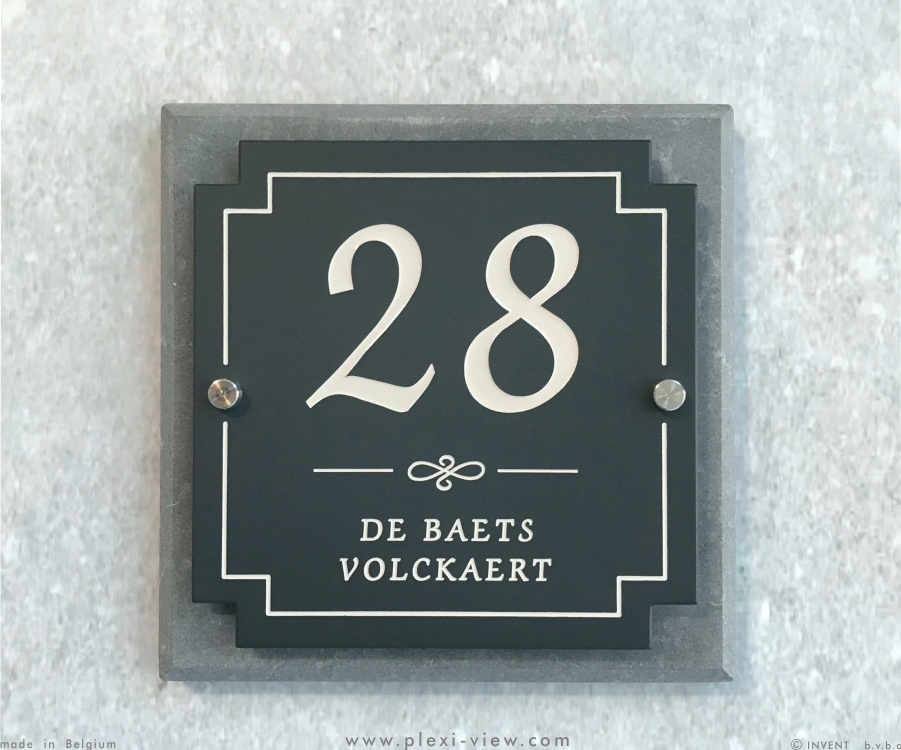 28
DE BAETS
VOLCKAERT
made in Belgium
www.plexi-view.com
© INVENT b.v.b.a